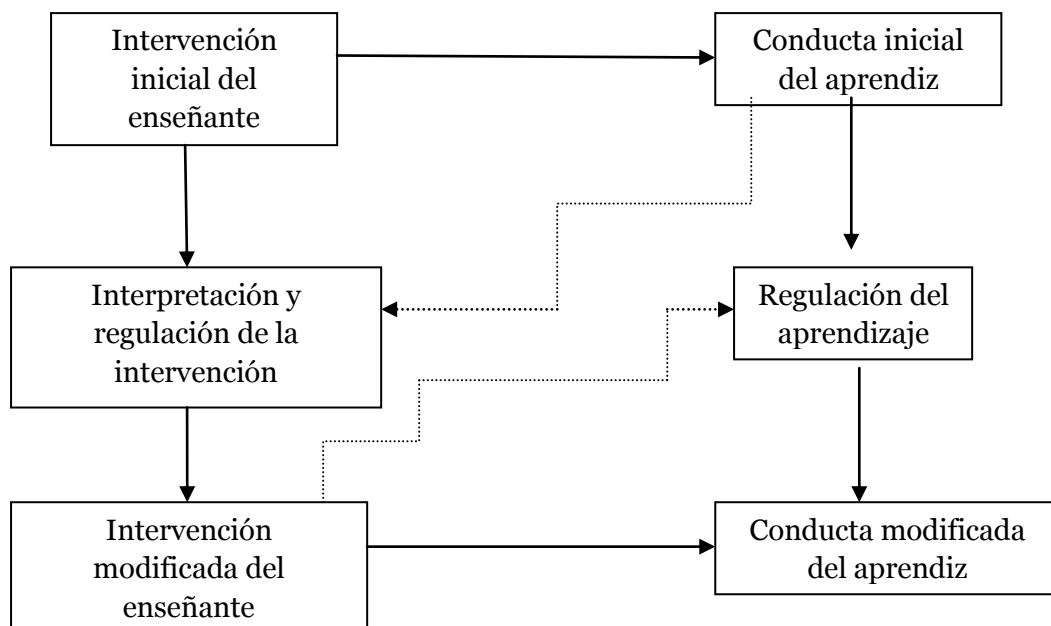 Intervención
inicial del
enseñante
Conducta inicial
del aprendiz
Interpretación y
regulación de la
intervención
Regulación del
aprendizaje
Intervención
modificada del
enseñante
Conducta modificada
del aprendiz